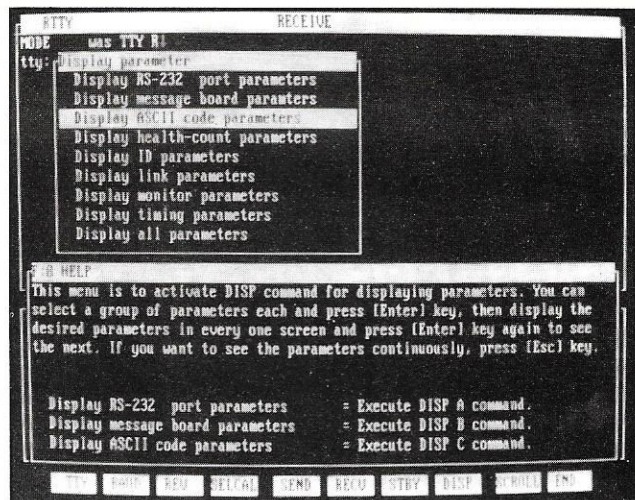 RTTY RECEIVE
MODE was TTY R
tty: Display parameter
Display RS-232 port parameters
Display message board paramters
Display ASCII code parameters
Display health-count parameters
Display ID parameters
Display link parameters
Display monitor parameters
Display timing parameters
Display all parameters
HELP
This menu is to activate DISP command for displaying parameters. You can
select a group of parameters each and press [Enter] key, then display the
desired parameters in every one screen and press [Enter] key again to see
the next. If you want to see the parameters continuously, press [Esc] key.
Display RS-232 port parameters = Execute DISP A command.
Display message board parameters = Execute DISP B command.
Display ASCII code parameters = Execute DISP C command.
TTY BAUD REV SELCAL SEND RECV STBY DISP SCROLL END